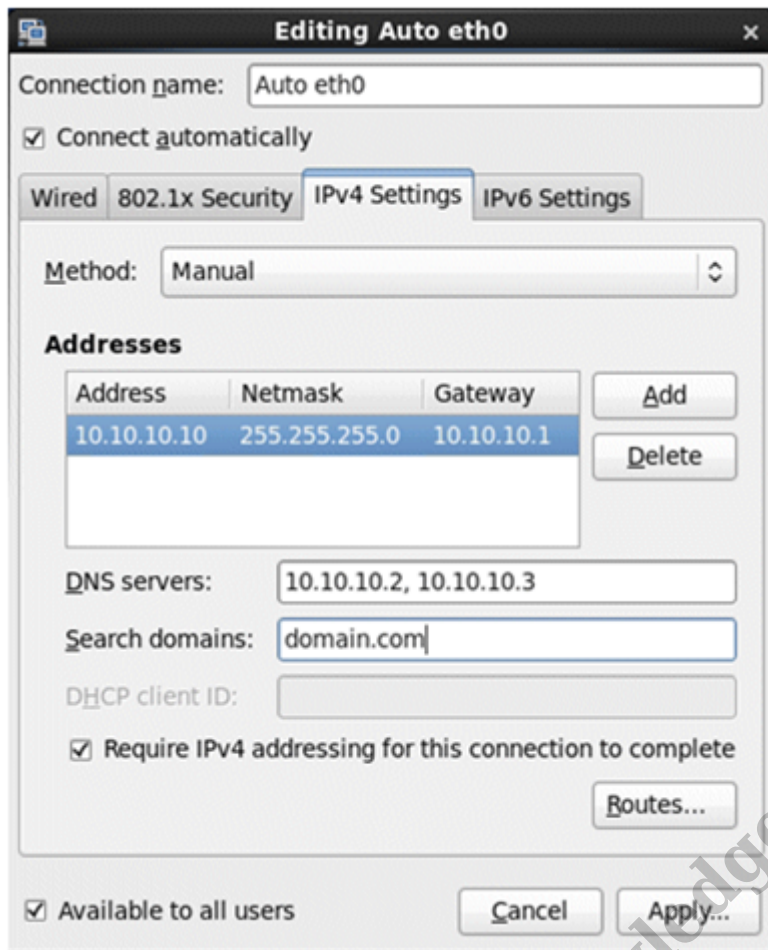 Editing Auto eth0
Connection name: Auto eth0
Connect automatically
Wired 802.1x Security IPv4 Settings IPv6 Settings
Method: Manual
Addresses
Address Netmask Gateway
Add
10.10.10.10 255.255.255.0 10.10.10.1
Delete
DNS servers: 10.10.10.2, 10.10.10.3
Search domains: domain.com
DHCP client ID:
Require IPv4 addressing for this connection to complete
Routes...
Available to all users Cancel Apply...